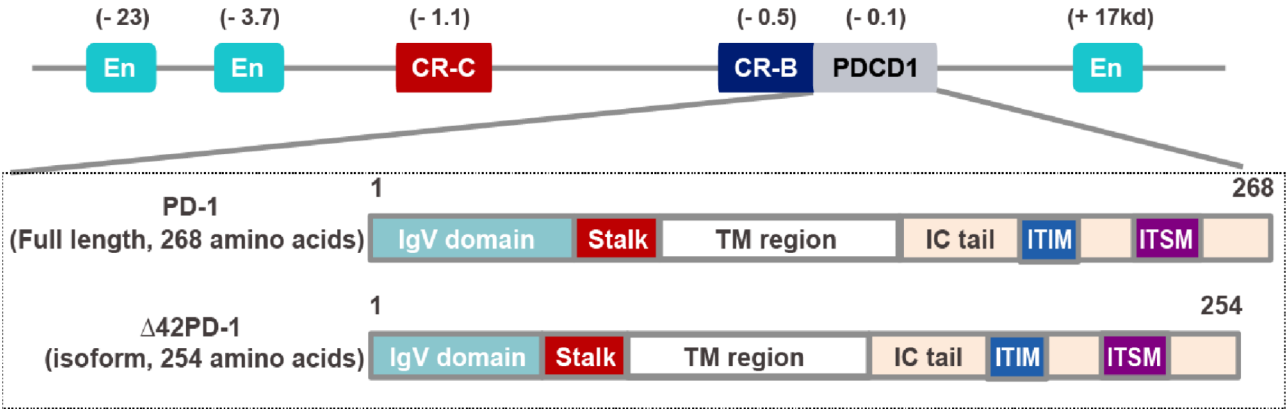 (- 23) (- 3.7) (- 1.1) (- 0.5) (- 0.1) (+ 17kd)
En En CR-C CR-B PDCD1 En
1 268
PD-1
(Full length, 268 amino acids)
IgV domain Stalk TM region IC tail ITIM ITSM
1 254
∆42PD-1
(isoform, 254 amino acids)
IgV domain Stalk TM region IC tail ITIM ITSM